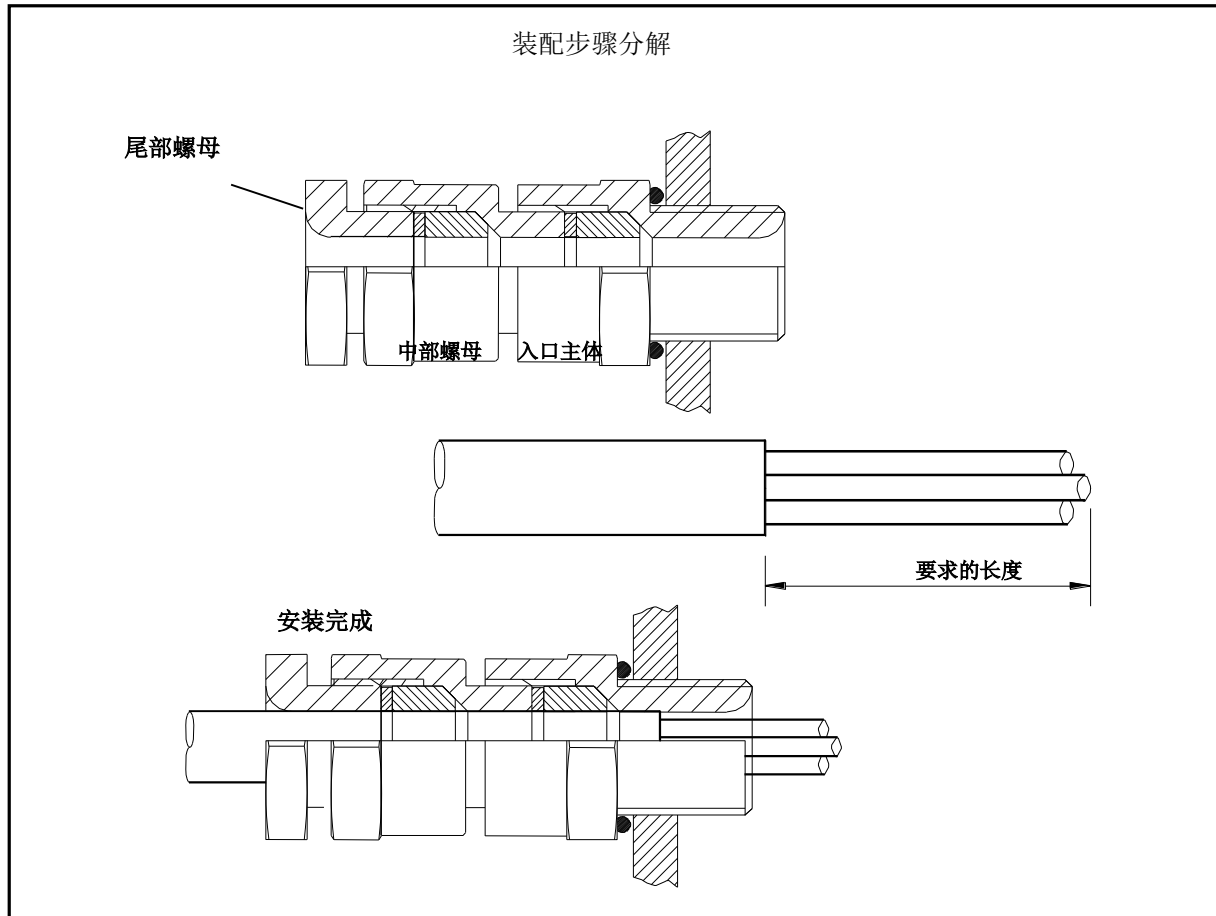 装配步骤分解
尾部螺母
中部螺母
入口主体
要求的长度
安装完成